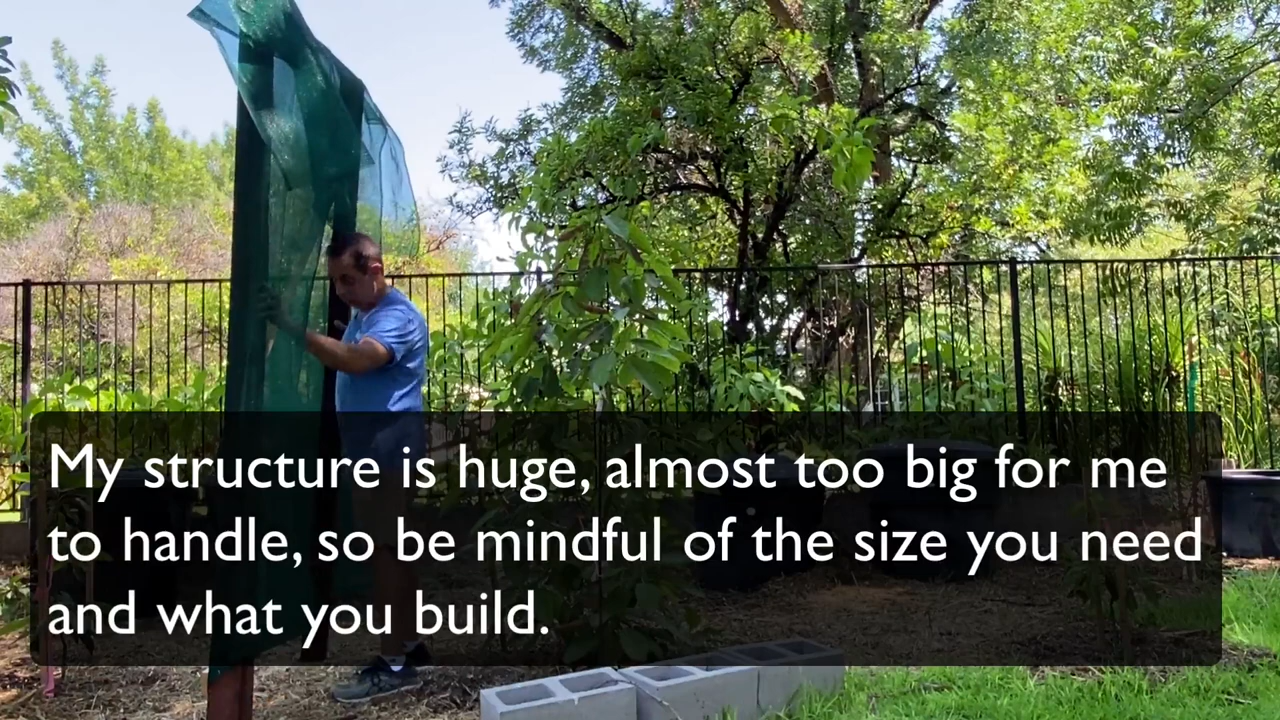 My structure is huge, almost too big for me
to handle, so be mindful of the size you need
and what you build.